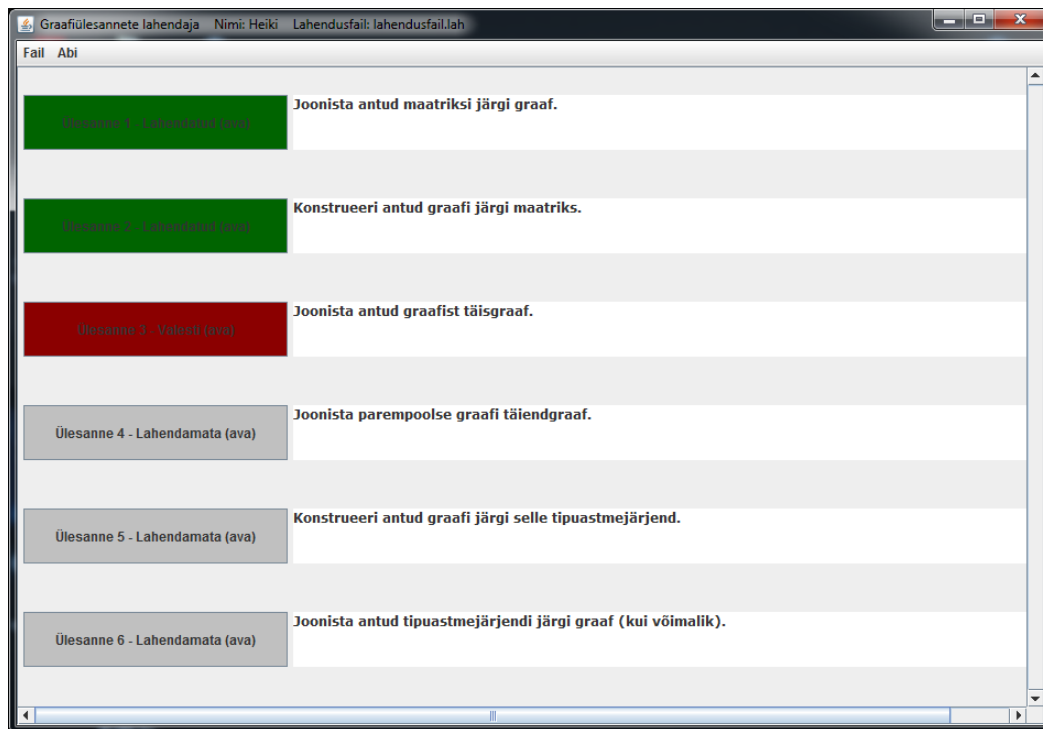 Graafiülesannete lahendaja Nimi: Heiki Lahendusfail: lahendusfail.lah
Fail Abi
Ülesanne 1 - Lahendatud (ava)
Joonista antud maatriksi järgi graaf.
Ülesanne 2 - Lahendatud (ava)
Konstrueeri antud graafi järgi maatriks.
Ülesanne 3 - Valesti (ava)
Joonista antud graafist täisgraaf.
Ülesanne 4 - Lahendamata (ava)
Joonista parempoolse graafi täiendgraaf.
Ülesanne 5 - Lahendamata (ava)
Konstrueeri antud graafi järgi selle tipuastmejärjend.
Ülesanne 6 - Lahendamata (ava)
Joonista antud tipuastmejärjendi järgi graaf (kui võimalik).